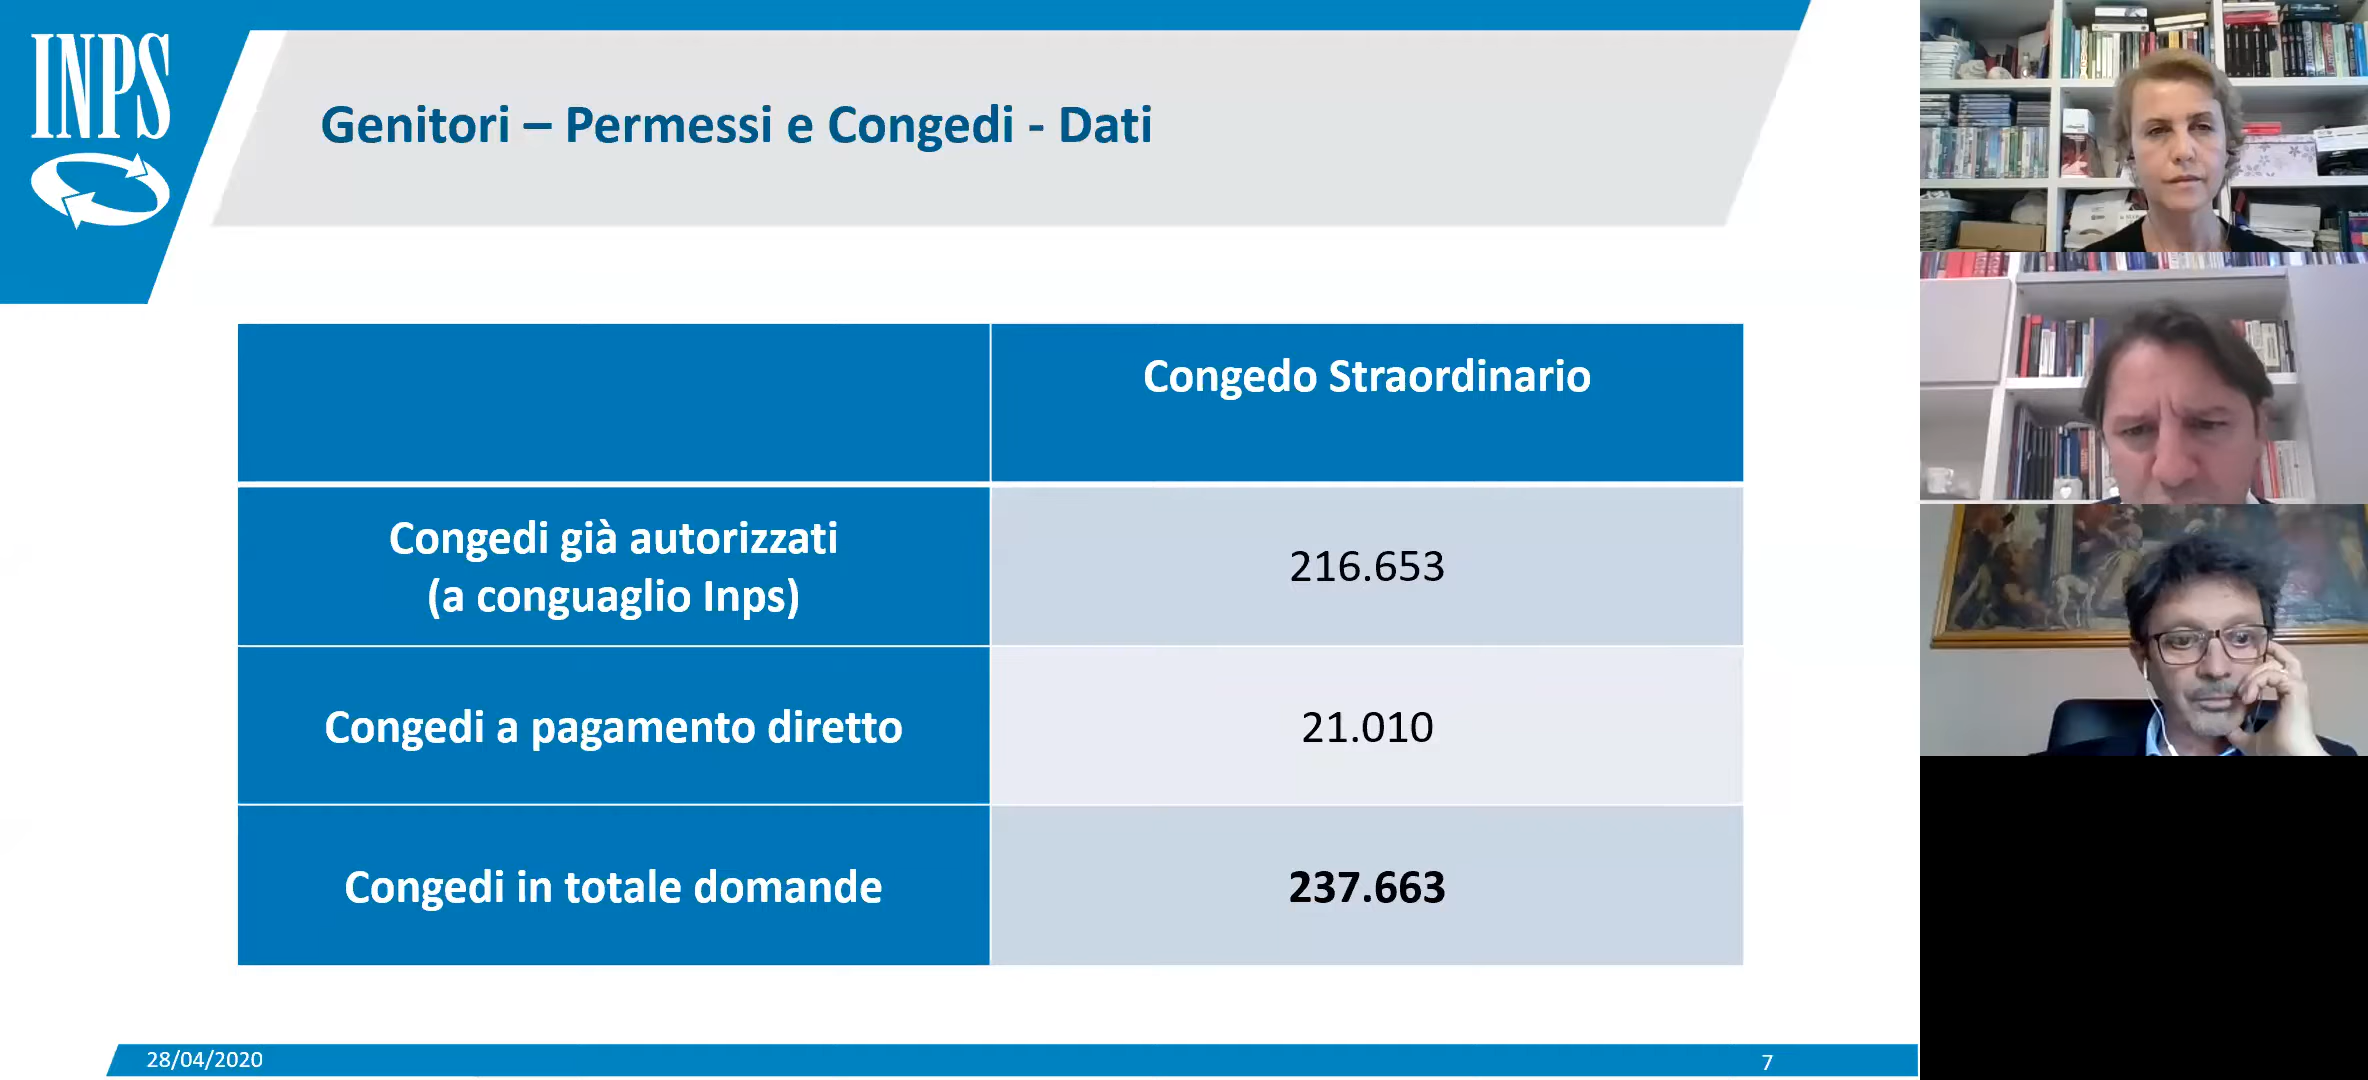 INPS
Genitori – Permessi e Congedi - Dati
Congedo Straordinario
Congedi già autorizzati
(a conguaglio Inps)
216.653
Congedi a pagamento diretto
21.010
Congedi in totale domande
237.663
28/04/2020
7